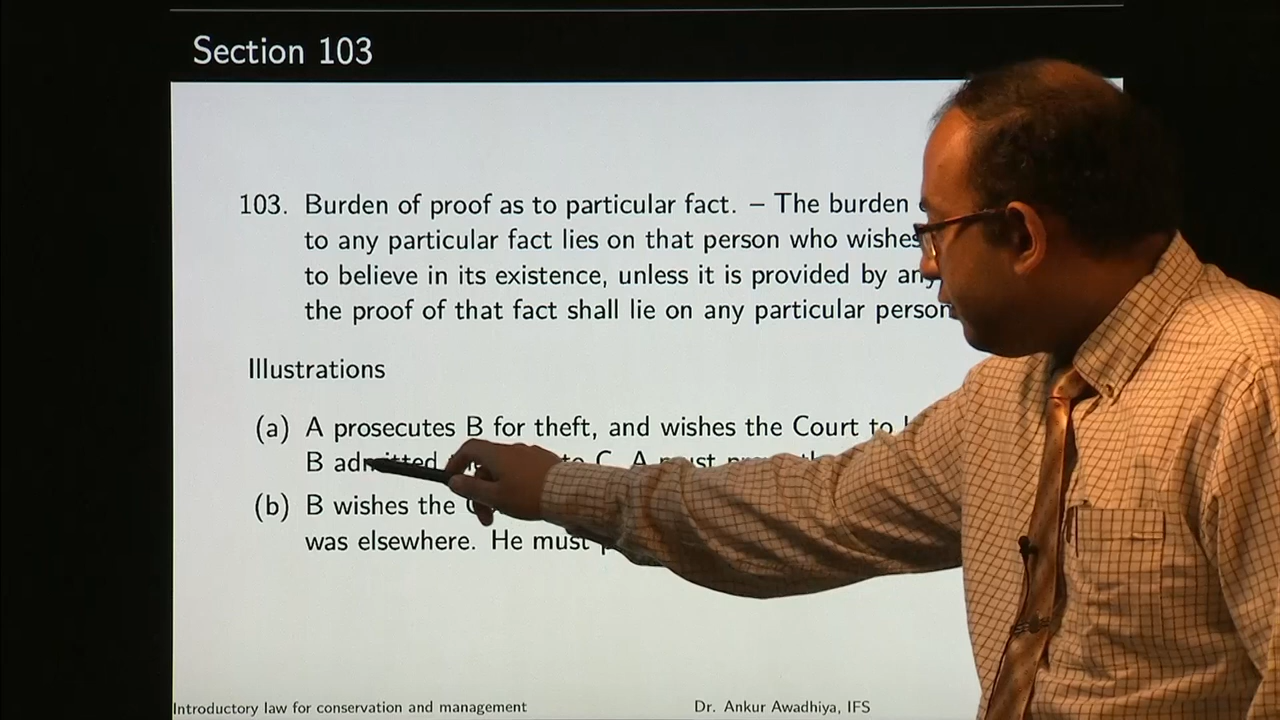 Section 103
103. Burden of proof as to particular fact. – The burden
to any particular fact lies on that person who wishes
to believe in its existence, unless it is provided by any
the proof of that fact shall lie on any particular person
Illustrations
(a) A prosecutes B for theft, and wishes the Court to
B admitted to C. A must
(b) B wishes the
was elsewhere. He must
Introductory law for conservation and management
Dr. Ankur Awadhiya, IFS